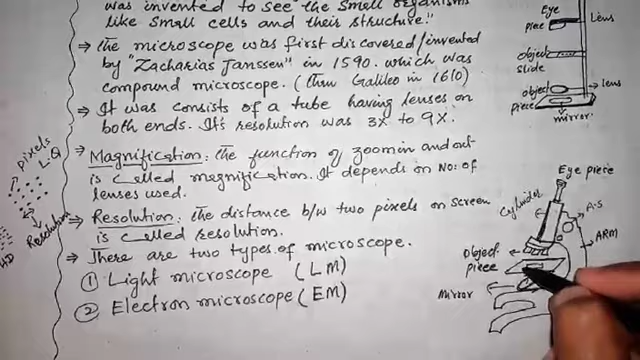 was invented to see the small organisms
like small cells and their structure!"
→ The microscope was first discovered/invented
by "Zacharias Janssen" in 1590. which was
compound microscope. (then Galileo in 1610)
→ It was consists of a tube having lenses on
both ends. It's resolution was 3X to 9X.
→ Magnification: the function of zoomin and out
is called magnification. It depends on No: of
lenses used.
→ Resolution: the distance b/w two pixels on screen
is called resolution.
→ There are two types of microscope.
① Light microscope (LM)
② Electron microscope (EM)
Eye
piece
Lens
object
slide
object
piece
lens
mirror
Eye piece
Cylinder
A.S
ARM
Object
piece
Mirror
pixels
L.Q
Resolution
HD